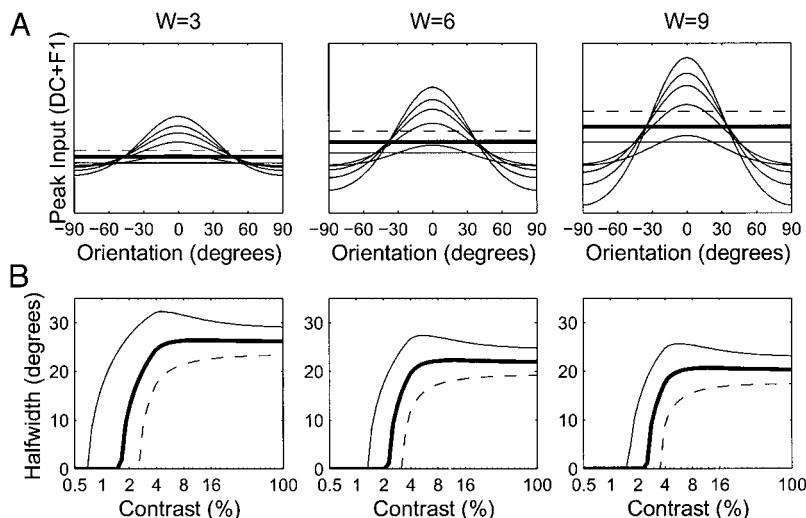 A
W=3
W=6
W=9
Peak Input (DC+F1)
−90 −60 −30 0 30 60 90
−90 −60 −30 0 30 60 90
−90 −60 −30 0 30 60 90
Orientation (degrees)
Orientation (degrees)
Orientation (degrees)
B
Halfwidth (degrees)
30
20
10
0
30
20
10
0
30
20
10
0
0.5 1 2 4 8 16 100
0.5 1 2 4 8 16 100
0.5 1 2 4 8 16 100
Contrast (%)
Contrast (%)
Contrast (%)